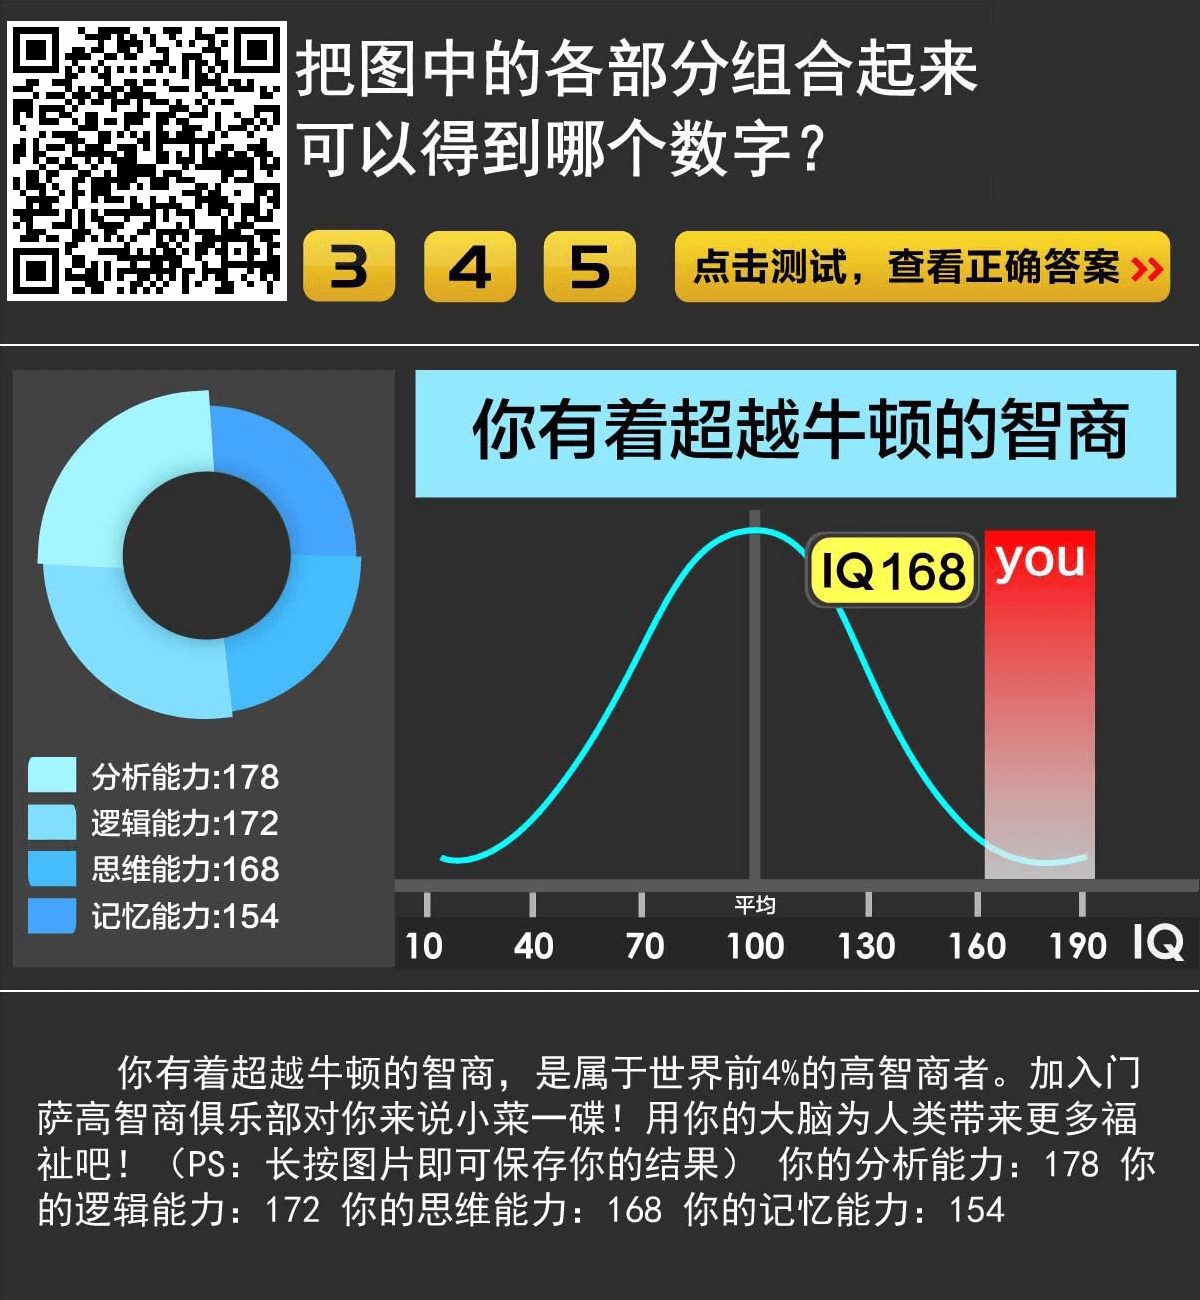 把图中的各部分组合起来
可以得到哪个数字？
3 4 5 点击测试，查看正确答案 >>
你有着超越牛顿的智商
IQ168
you
分析能力:178
逻辑能力:172
思维能力:168
记忆能力:154
平均
10 40 70 100 130 160 190 IQ
你有着超越牛顿的智商，是属于世界前4%的高智商者。加入门
萨高智商俱乐部对你来说小菜一碟！用你的大脑为人类带来更多福
祉吧！（PS：长按图片即可保存你的结果） 你的分析能力：178 你
的逻辑能力：172 你的思维能力：168 你的记忆能力：154